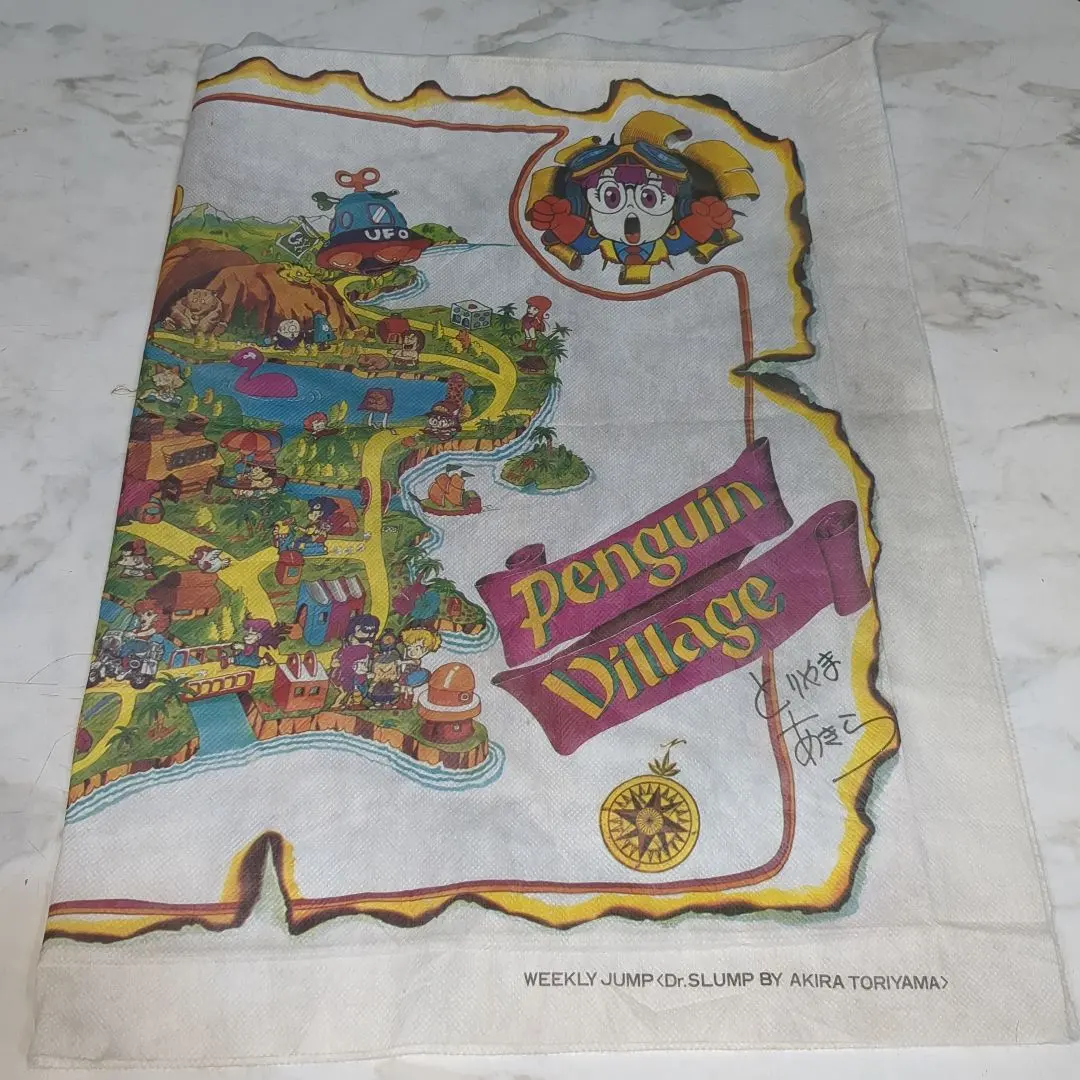 UFO
Penguin
Village
とりやま
あきら
WEEKLY JUMP〈Dr.SLUMP BY AKIRA TORIYAMA〉